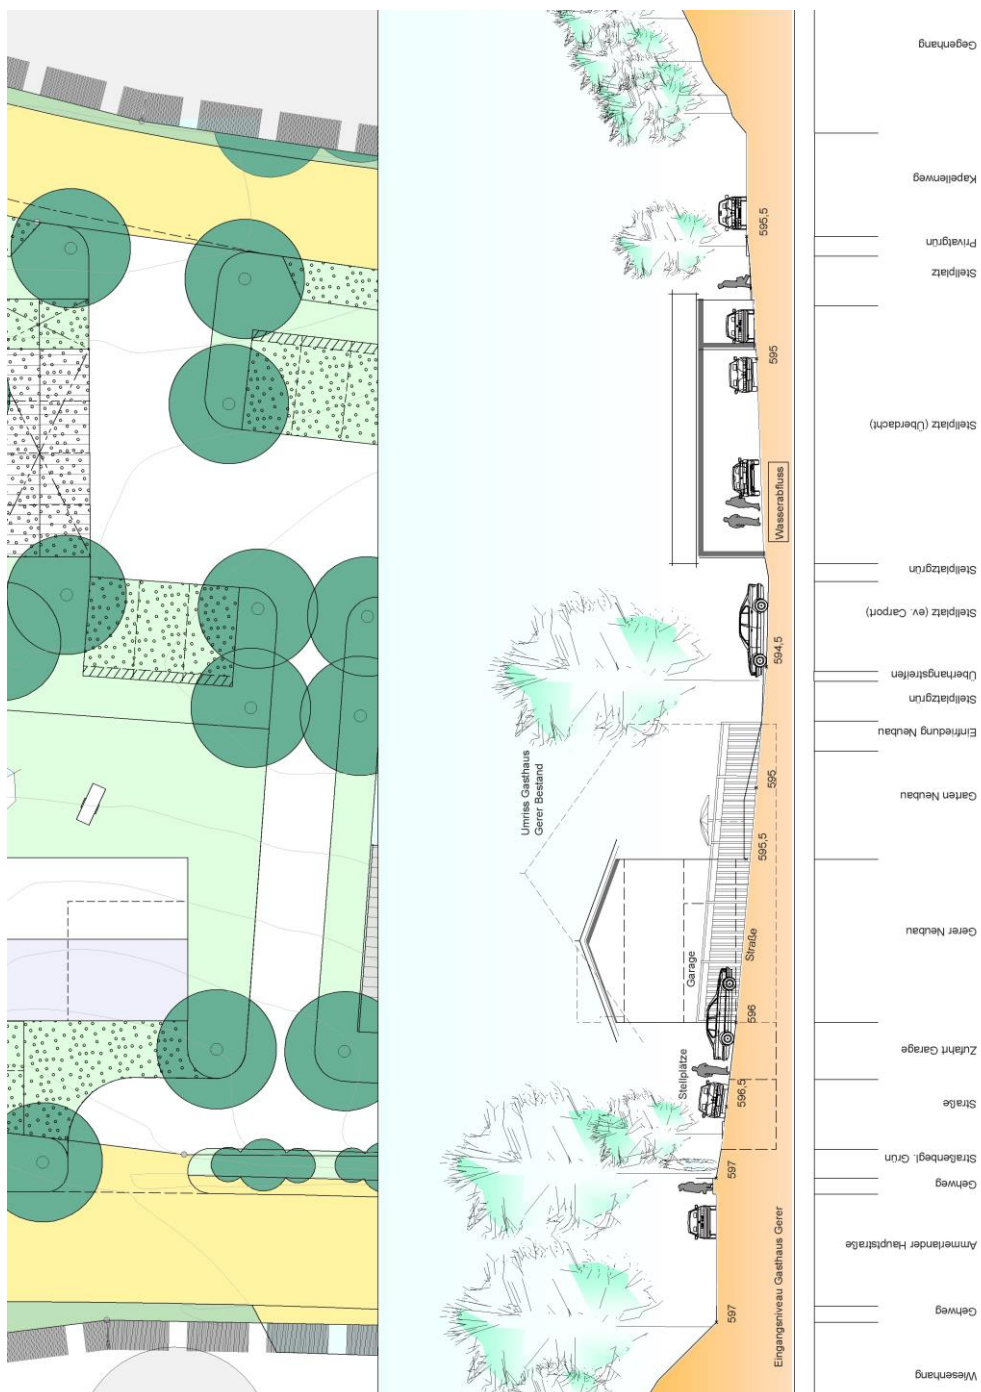 Gegenhang
Kapellenweg
Privatgrün
Stellplatz
Stellplatz (Überdacht)
Stellplatzgrün
Stellplatz (ev. Carport)
Überhangstreifen
Stellplatzgrün
Einfriedung Neubau
Garten Neubau
Gerer Neubau
Zufahrt Garage
Straße
Straßenbegl. Grün
Gehweg
Ammerlander Hauptstraße
Gehweg
Wiesenhang
595,5
595
Wasserabfluss
594,5
Umriss Gasthaus
Gerer Bestand
595
595,5
Straße
Garage
596
Stellplätze
596,5
597
597
Eingangsniveau Gasthaus Gerer